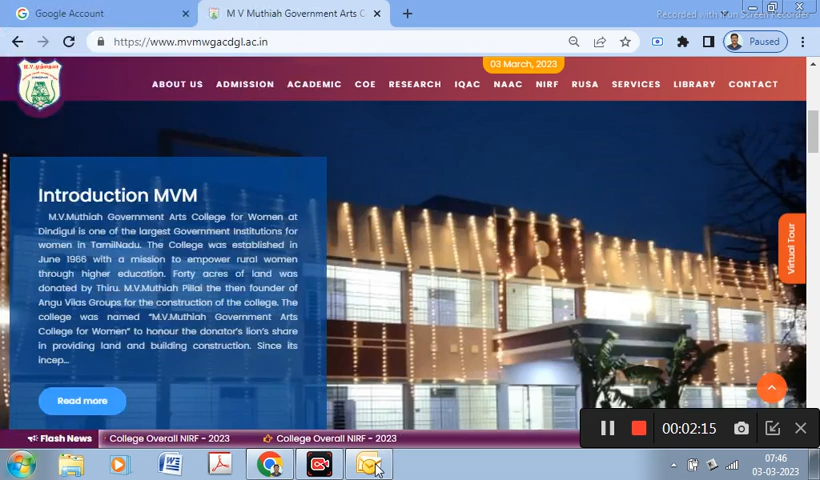 Google Account
M V Muthiah Government Arts C
https://www.mvmwgacdgl.ac.in
Paused
03 March, 2023
ABOUT US ADMISSION ACADEMIC COE RESEARCH IQAC NAAC NIRF RUSA SERVICES LIBRARY CONTACT
Introduction MVM
M.V.Muthiah Government Arts College for Women at
Dindigul is one of the largest Government Institutions for
women in TamilNadu. The College was established in
June 1966 with a mission to empower rural women
through higher education. Forty acres of land was
donated by Thiru. M.V.Muthia Pillai the then founder of
Angu Vilas Groups for the construction of the college. The
college was named "M.V.Muthiah Government Arts
College for Women" to honour the donator's lion's share
in providing land and building construction. Since its
incep...
Read more
Virtual Tour
Flash News College Overall NIRF - 2023 College Overall NIRF - 2023
00:02:15
07:46
03-03-2023